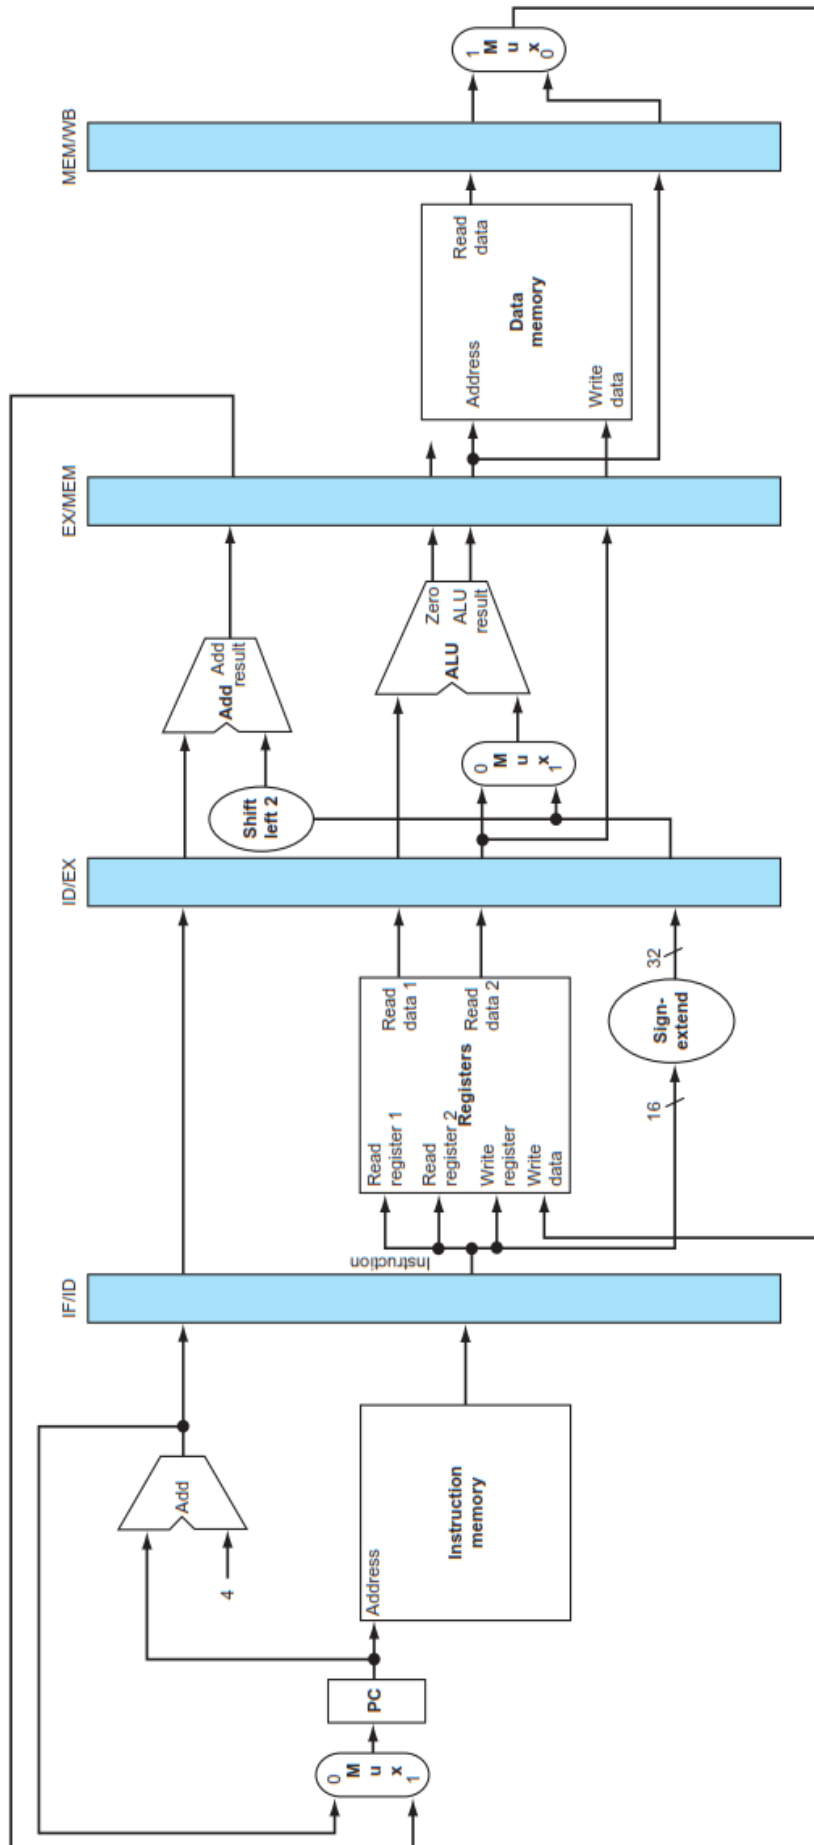 IF/ID
ID/EX
EX/MEM
MEM/WB
Add
4
0
M
u
x
1
PC
Address
Instruction
memory
Instruction
Read
register 1
Read
register 2
Write
register
Write
data
Registers
Read
data 1
Read
data 2
16
Sign-
extend
32
Shift
left 2
Add
Add
result
0
M
u
x
1
ALU
Zero
ALU
result
Address
Write
data
Data
memory
Read
data
1
M
u
x
0